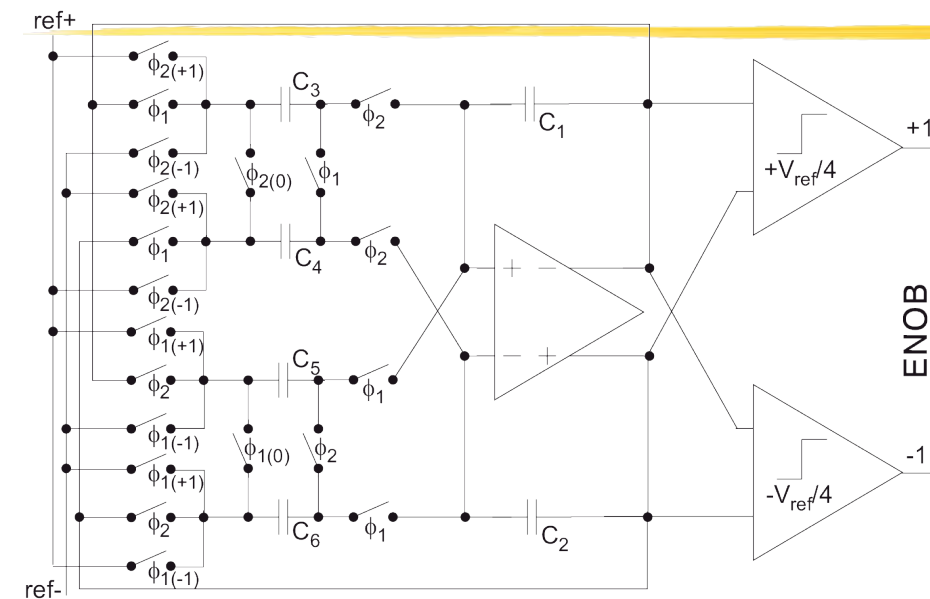 ref+
ϕ2(+1)
ϕ1
ϕ2(-1)
ϕ2(+1)
ϕ1
ϕ2(-1)
ϕ1(+1)
ϕ2
ϕ1(-1)
ϕ1(+1)
ϕ2
ϕ1(-1)
ref-
C3
ϕ2(0)
ϕ1
C4
ϕ2
ϕ2
C5
ϕ1(0)
ϕ2
C6
ϕ1
ϕ1
C1
+ −
− +
C2
+Vref/4
+1
-Vref/4
-1
ENOB